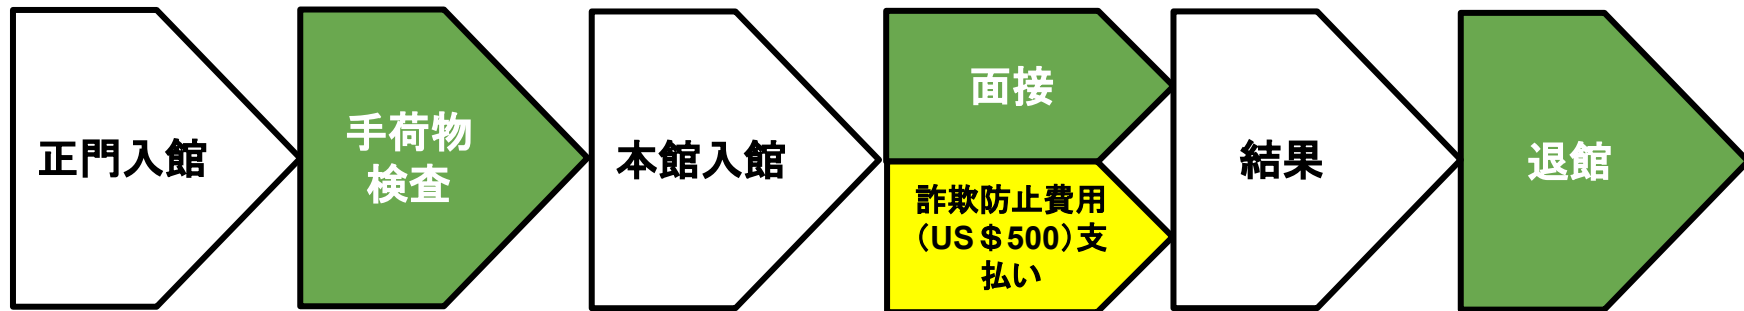 正門入館
手荷物
検査
本館入館
面接
詐欺防止費用
（US＄500）支
払い
結果
退館